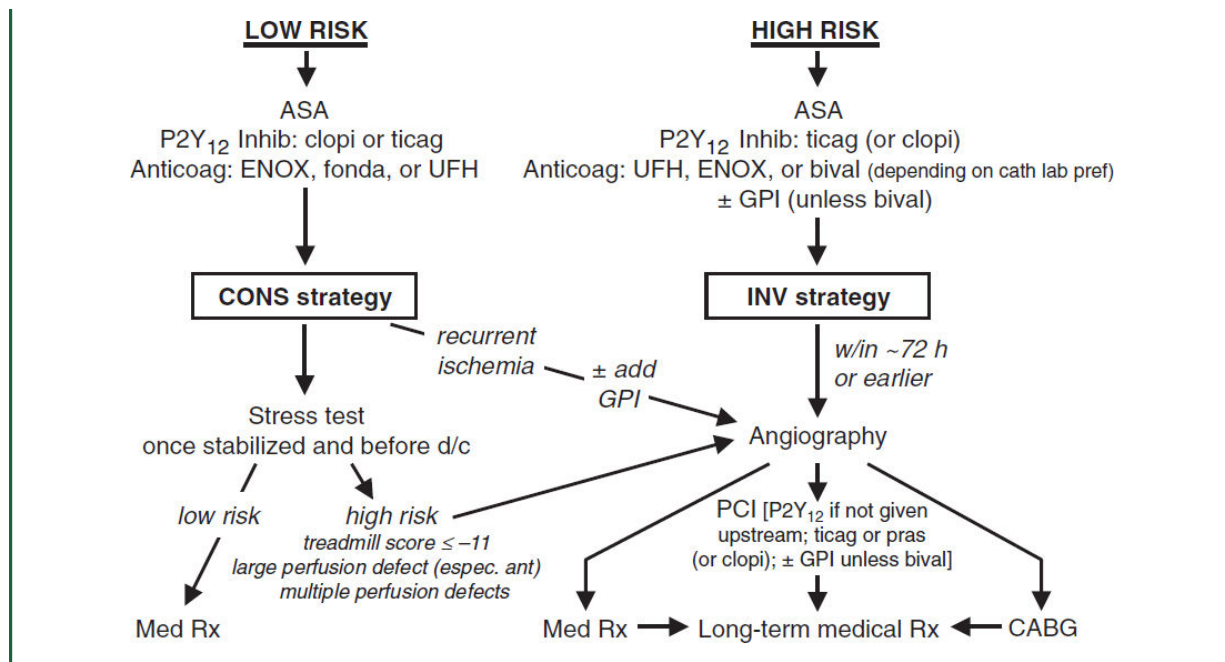 LOW RISK
ASA
P2Y12 Inhib: clopi or ticag
Anticoag: ENOX, fonda, or UFH
CONS strategy
recurrent
ischemia
± add
GPI
Stress test
once stabilized and before d/c
low risk
high risk
treadmill score ≤ –11
large perfusion defect (espec. ant)
multiple perfusion defects
Med Rx
HIGH RISK
ASA
P2Y12 Inhib: ticag (or clopi)
Anticoag: UFH, ENOX, or bival (depending on cath lab pref)
± GPI (unless bival)
INV strategy
w/in ~72 h
or earlier
Angiography
PCI [P2Y12 if not given
upstream; ticag or pras
(or clopi); ± GPI unless bival]
Med Rx
Long-term medical Rx
CABG